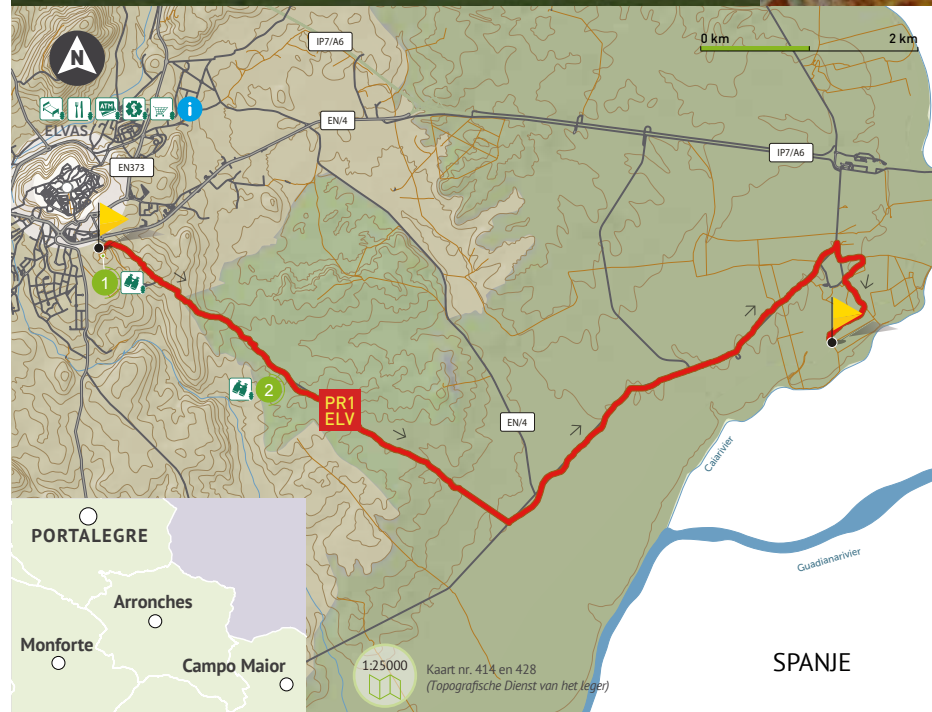 0 km 2 km
IP7/A6
N
ATM
i
EN/4
ELVAS
IP7/A6
EN373
1
2
PR1
ELV
EN/4
Caiarivier
Guadianarivier
PORTALEGRE
Arronches
Monforte
Campo Maior
1:25000
Kaart nr. 414 en 428
(Topografische Dienst van het leger)
SPANJE